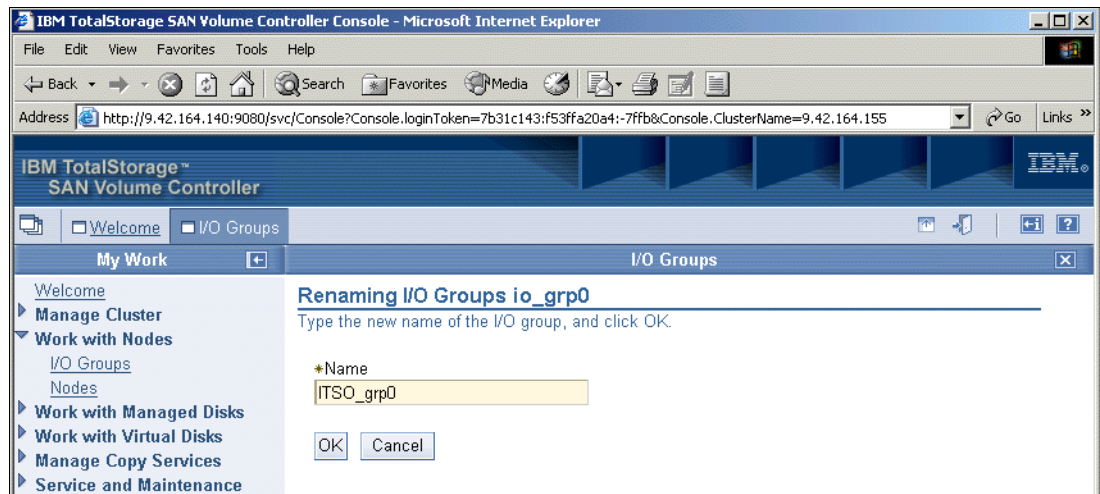 IBM TotalStorage SAN Volume Controller Console - Microsoft Internet Explorer
File Edit View Favorites Tools Help
Back Search Favorites Media
Address http://9.42.164.140:9080/svc/Console?Console.loginToken=7b31c143:f53ffa20a4:-7ffb&Console.ClusterName=9.42.164.155 Go Links »
IBM TotalStorage™
SAN Volume Controller
IBM®
Welcome I/O Groups
My Work
I/O Groups
Welcome
Manage Cluster
Work with Nodes
I/O Groups
Nodes
Work with Managed Disks
Work with Virtual Disks
Manage Copy Services
Service and Maintenance
Renaming I/O Groups io_grp0
Type the new name of the I/O group, and click OK.
*Name
ITSO_grp0
OK Cancel